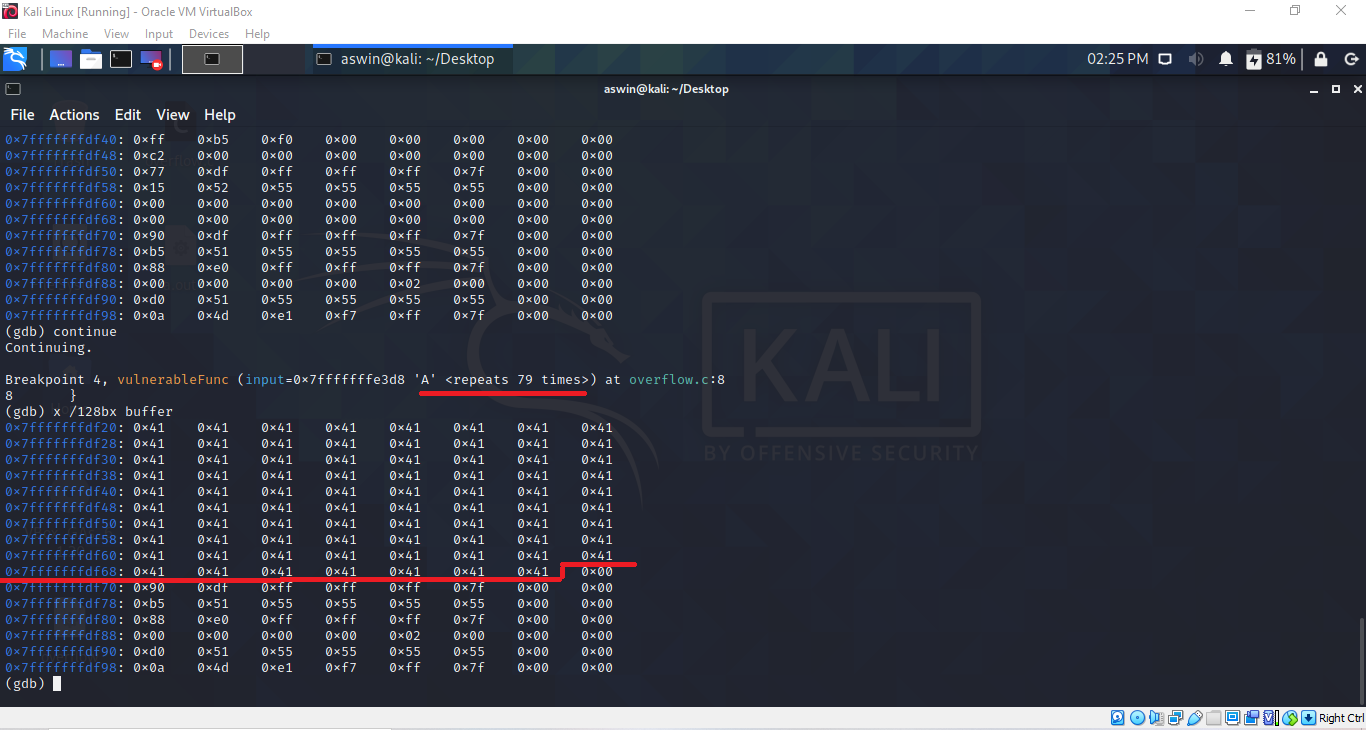 Kali Linux [Running] - Oracle VM VirtualBox
File Machine View Input Devices Help
aswin@kali: ~/Desktop 02:25 PM 81%
aswin@kali: ~/Desktop
File Actions Edit View Help
0×7fffffffdf40: 0×ff 0×b5 0×f0 0×00 0×00 0×00 0×00 0×00
0×7fffffffdf48: 0×c2 0×00 0×00 0×00 0×00 0×00 0×00 0×00
0×7fffffffdf50: 0×77 0×df 0×ff 0×ff 0×ff 0×7f 0×00 0×00
0×7fffffffdf58: 0×15 0×52 0×55 0×55 0×55 0×55 0×00 0×00
0×7fffffffdf60: 0×00 0×00 0×00 0×00 0×00 0×00 0×00 0×00
0×7fffffffdf68: 0×00 0×00 0×00 0×00 0×00 0×00 0×00 0×00
0×7fffffffdf70: 0×90 0×df 0×ff 0×ff 0×ff 0×7f 0×00 0×00
0×7fffffffdf78: 0×b5 0×51 0×55 0×55 0×55 0×55 0×00 0×00
0×7fffffffdf80: 0×88 0×e0 0×ff 0×ff 0×ff 0×7f 0×00 0×00
0×7fffffffdf88: 0×00 0×00 0×00 0×00 0×02 0×00 0×00 0×00
0×7fffffffdf90: 0×d0 0×51 0×55 0×55 0×55 0×55 0×00 0×00
0×7fffffffdf98: 0×0a 0×4d 0×e1 0×f7 0×ff 0×7f 0×00 0×00
(gdb) continue
Continuing.
Breakpoint 4, vulnerableFunc (input=0×7fffffffe3d8 'A' <repeats 79 times>) at overflow.c:8
8 }
(gdb) x /128bx buffer
0×7fffffffdf20: 0×41 0×41 0×41 0×41 0×41 0×41 0×41 0×41
0×7fffffffdf28: 0×41 0×41 0×41 0×41 0×41 0×41 0×41 0×41
0×7fffffffdf30: 0×41 0×41 0×41 0×41 0×41 0×41 0×41 0×41
0×7fffffffdf38: 0×41 0×41 0×41 0×41 0×41 0×41 0×41 0×41
0×7fffffffdf40: 0×41 0×41 0×41 0×41 0×41 0×41 0×41 0×41
0×7fffffffdf48: 0×41 0×41 0×41 0×41 0×41 0×41 0×41 0×41
0×7fffffffdf50: 0×41 0×41 0×41 0×41 0×41 0×41 0×41 0×41
0×7fffffffdf58: 0×41 0×41 0×41 0×41 0×41 0×41 0×41 0×41
0×7fffffffdf60: 0×41 0×41 0×41 0×41 0×41 0×41 0×41 0×41
0×7fffffffdf68: 0×41 0×41 0×41 0×41 0×41 0×41 0×41 0×00
0×7fffffffdf70: 0×90 0×df 0×ff 0×ff 0×ff 0×7f 0×00 0×00
0×7fffffffdf78: 0×b5 0×51 0×55 0×55 0×55 0×55 0×00 0×00
0×7fffffffdf80: 0×88 0×e0 0×ff 0×ff 0×ff 0×7f 0×00 0×00
0×7fffffffdf88: 0×00 0×00 0×00 0×00 0×02 0×00 0×00 0×00
0×7fffffffdf90: 0×d0 0×51 0×55 0×55 0×55 0×55 0×00 0×00
0×7fffffffdf98: 0×0a 0×4d 0×e1 0×f7 0×ff 0×7f 0×00 0×00
(gdb)
KALI
BY OFFENSIVE SECURITY
Right Ctrl